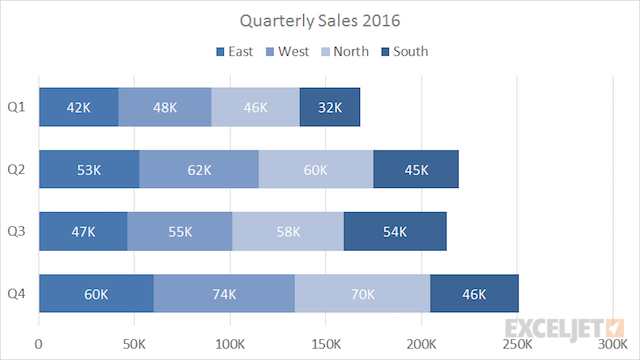 Quarterly Sales 2016
East West North South
Q1 42K 48K 46K 32K
Q2 53K 62K 60K 45K
Q3 47K 55K 58K 54K
Q4 60K 74K 70K 46K
0 50K 100K 150K 200K 250K 300K
EXCELJET